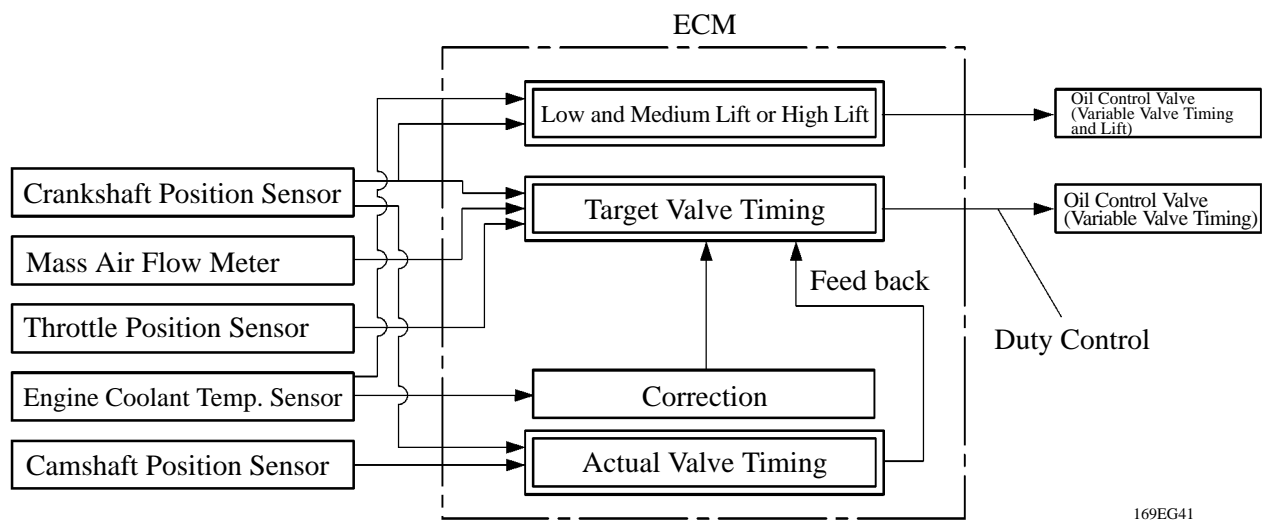 ECM
Low and Medium Lift or High Lift
Oil Control Valve
(Variable Valve Timing
and Lift)
Crankshaft Position Sensor
Target Valve Timing
Oil Control Valve
(Variable Valve Timing)
Mass Air Flow Meter
Feed back
Throttle Position Sensor
Duty Control
Engine Coolant Temp. Sensor
Correction
Camshaft Position Sensor
Actual Valve Timing
169EG41